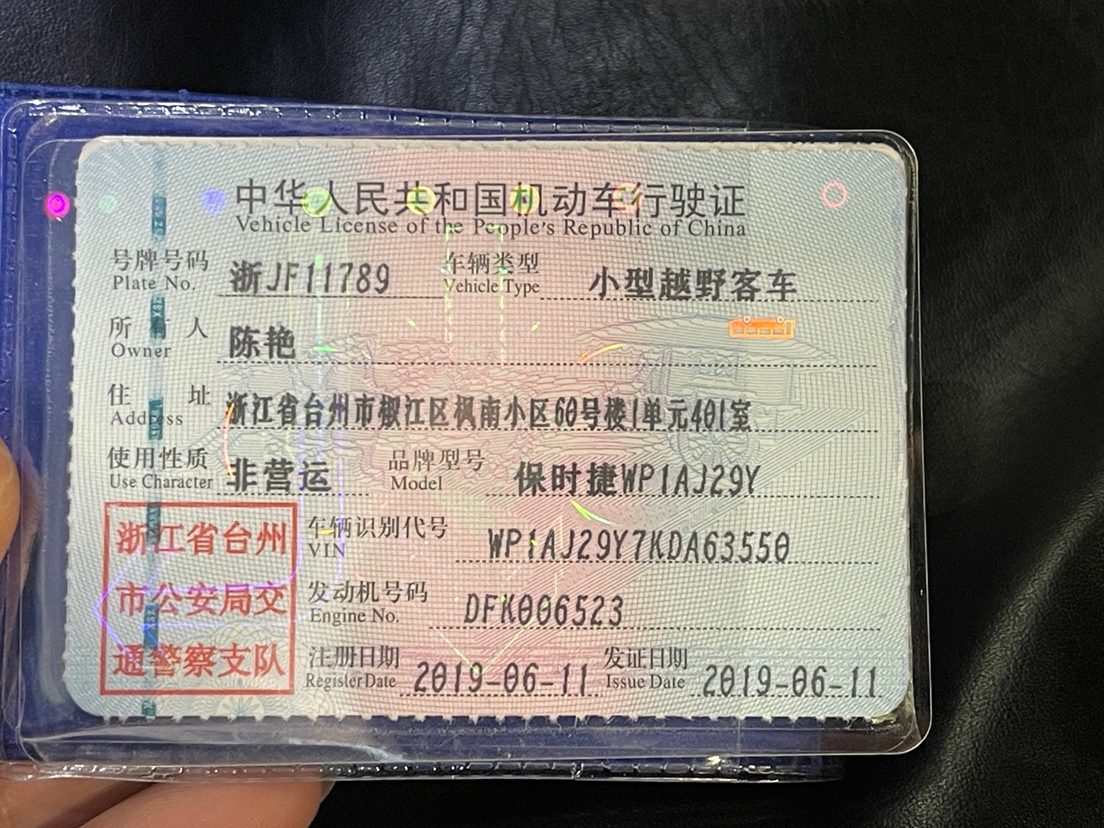 中华人民共和国机动车行驶证
Vehicle License of the People's Republic of China
号牌号码 浙JF11789 车辆类型 小型越野客车
Plate No. Vehicle Type
所有人 陈艳
Owner
住址 浙江省台州市椒江区枫南小区60号楼1单元401室
Address
使用性质 非营运 品牌型号 保时捷WP1AJ29Y
Use Character Model
浙江省台州 车辆识别代号 WP1AJ29Y7KDA63550
VIN
市公安局交 发动机号码 DFK006523
Engine No.
通警察支队 注册日期 2019-06-11 发证日期 2019-06-11
Register Date Issue Date